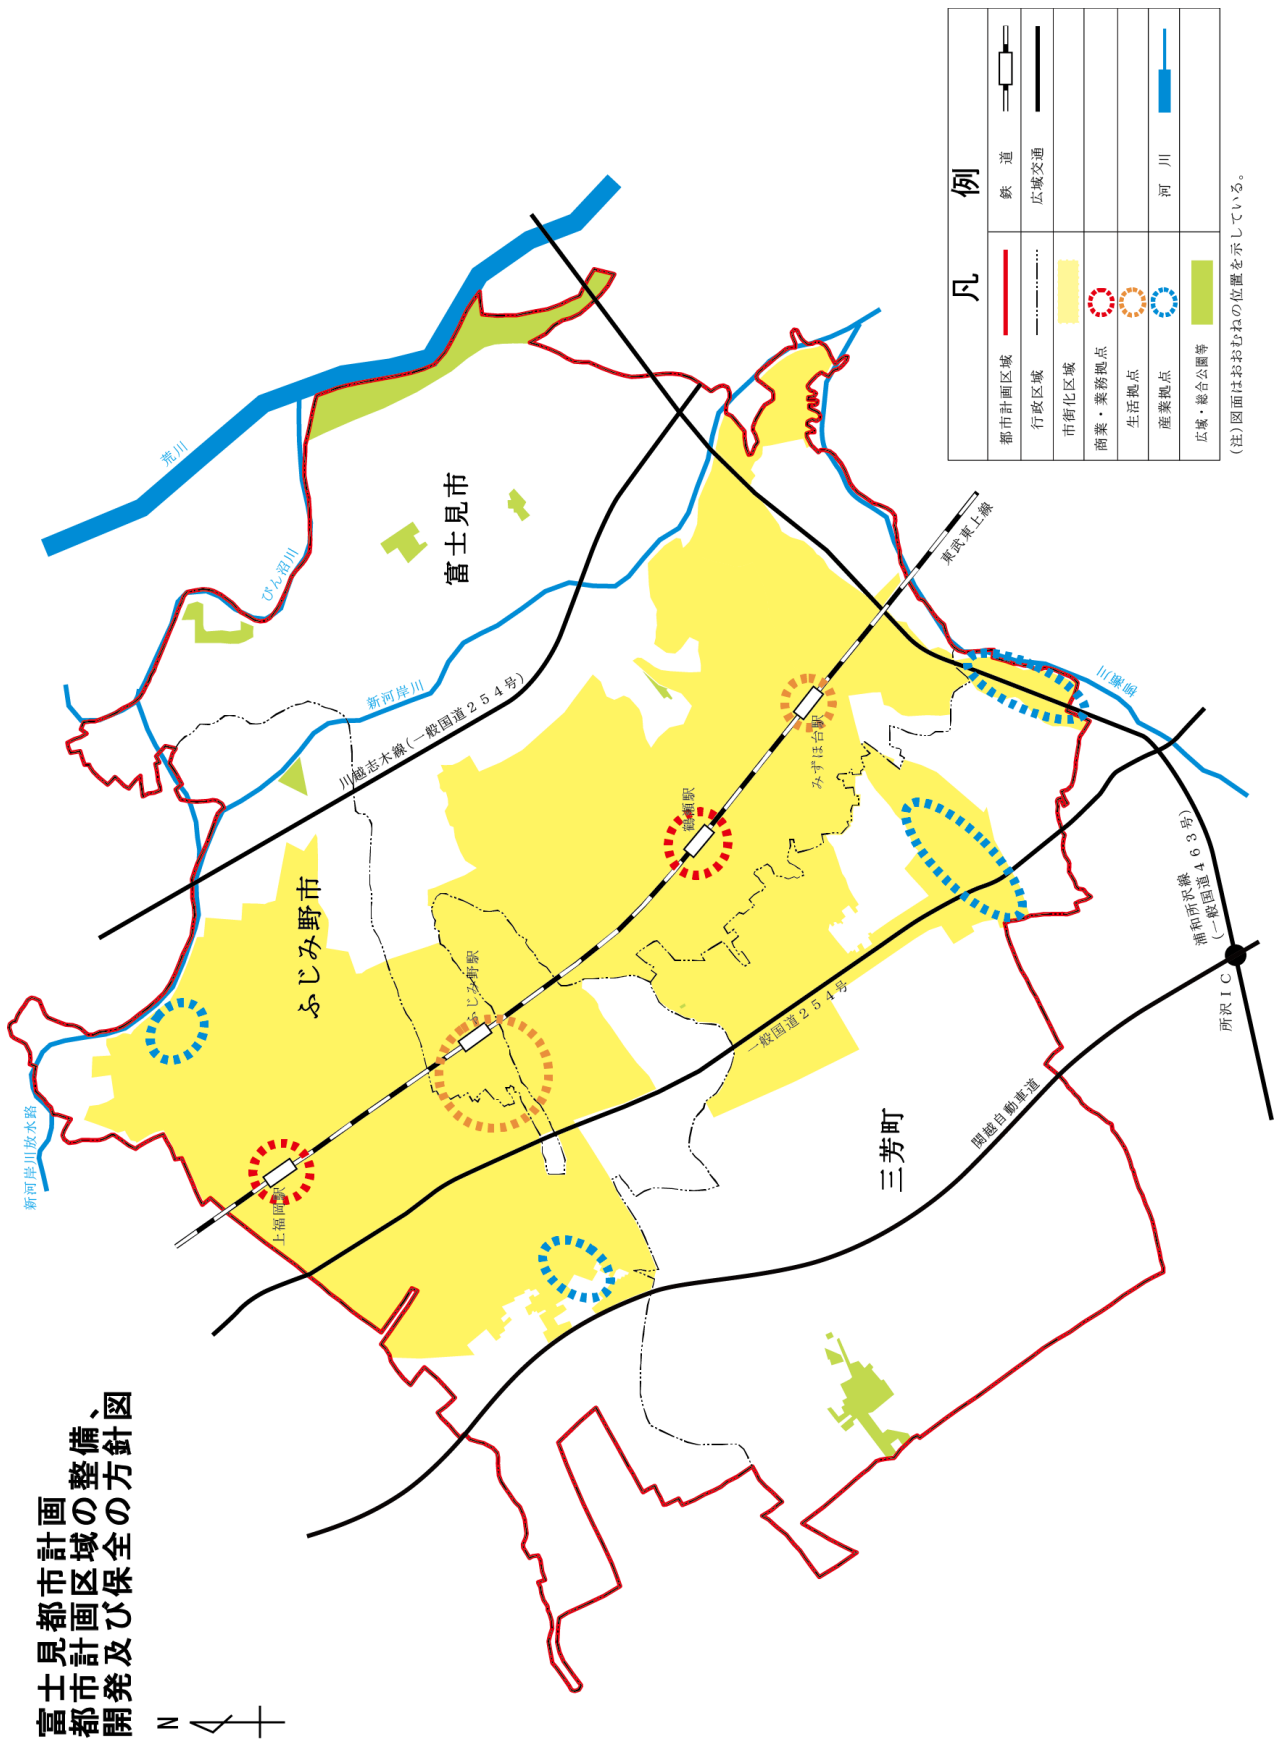 富士見都市計画
都市計画区域の整備、
開発及び保全の方針図
N
凡例
都市計画区域
鉄道
行政区域
広域交通
市街化区域
商業・業務拠点
生活拠点
産業拠点
河川
広域・総合公園等
(注)図面はおおむねの位置を示している。
荒川
びん沼川
新河岸川
新河岸川放水路
柳瀬川
富士見市
ふじみ野市
三芳町
川越志木線(一般国道254号)
東武東上線
みずほ台駅
鶴瀬駅
ふじみ野駅
上福岡駅
一般国道254号
関越自動車道
浦和所沢線
(一般国道463号)
所沢IC